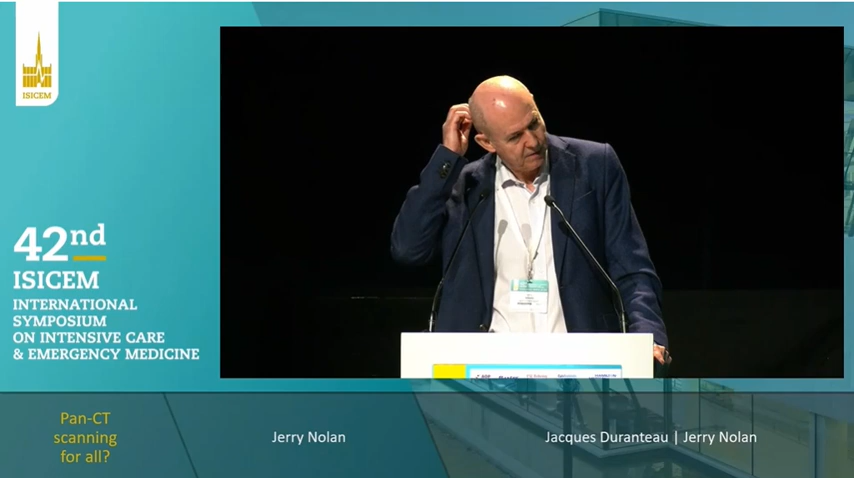 ISICEM
42nd
ISICEM
INTERNATIONAL
SYMPOSIUM
ON INTENSIVE CARE
& EMERGENCY MEDICINE
Pan-CT
scanning
for all?
Jerry Nolan
Jacques Duranteau | Jerry Nolan